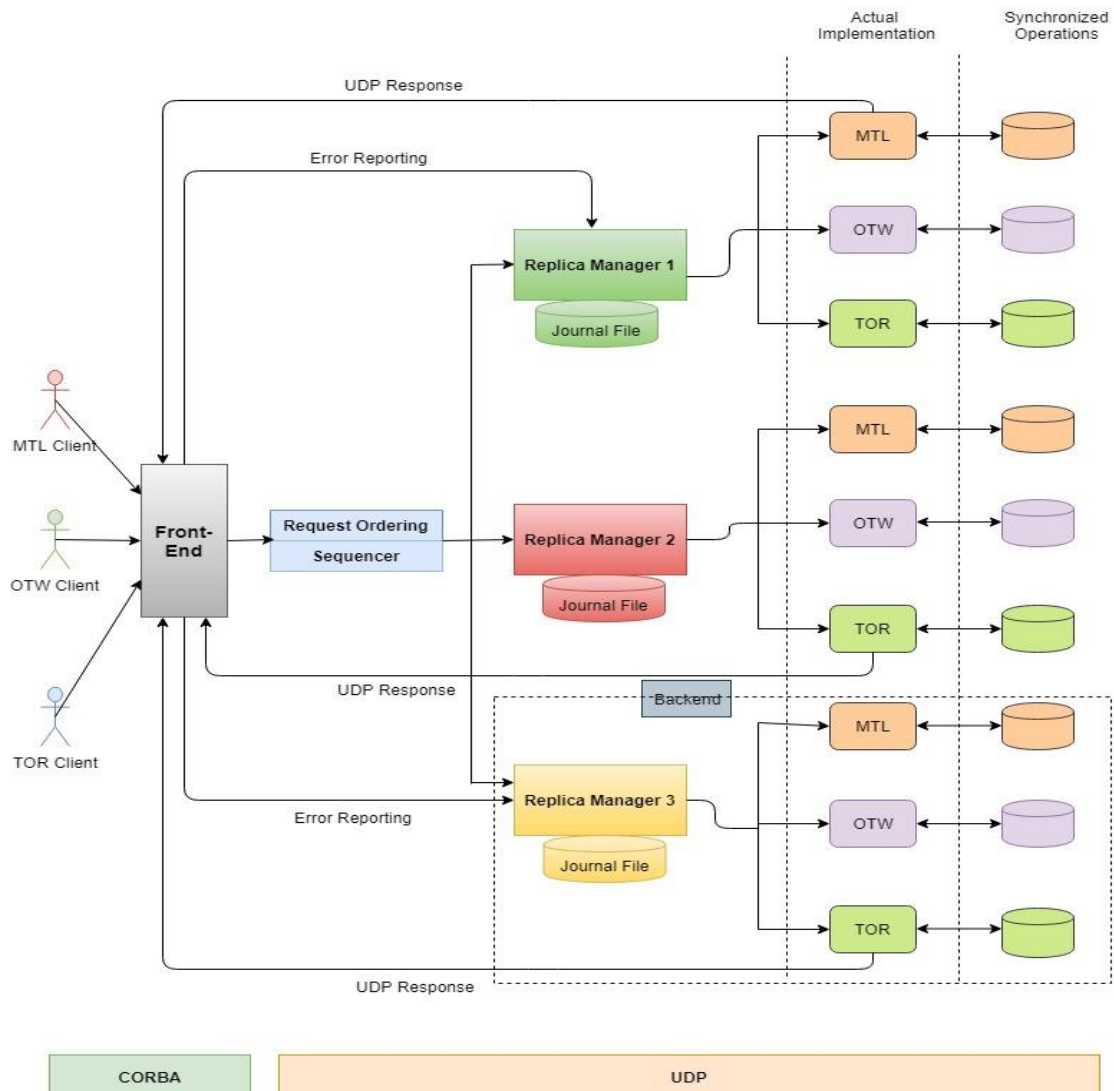 Actual
Implementation
Synchronized
Operations
UDP Response
MTL
Error Reporting
OTW
Replica Manager 1
TOR
Journal File
MTL Client
MTL
Front-
End
Request Ordering
Sequencer
Replica Manager 2
OTW
OTW Client
Journal File
TOR
UDP Response
Backend
TOR Client
MTL
Replica Manager 3
Error Reporting
OTW
Journal File
TOR
UDP Response
CORBA
UDP